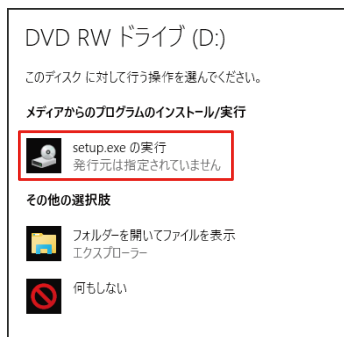 DVD RW ドライブ (D:)
このディスク に対して行う操作を選んでください。
メディアからのプログラムのインストール/実行
setup.exe の実行
発行元は指定されていません
その他の選択肢
フォルダーを開いてファイルを表示
エクスプローラー
何もしない